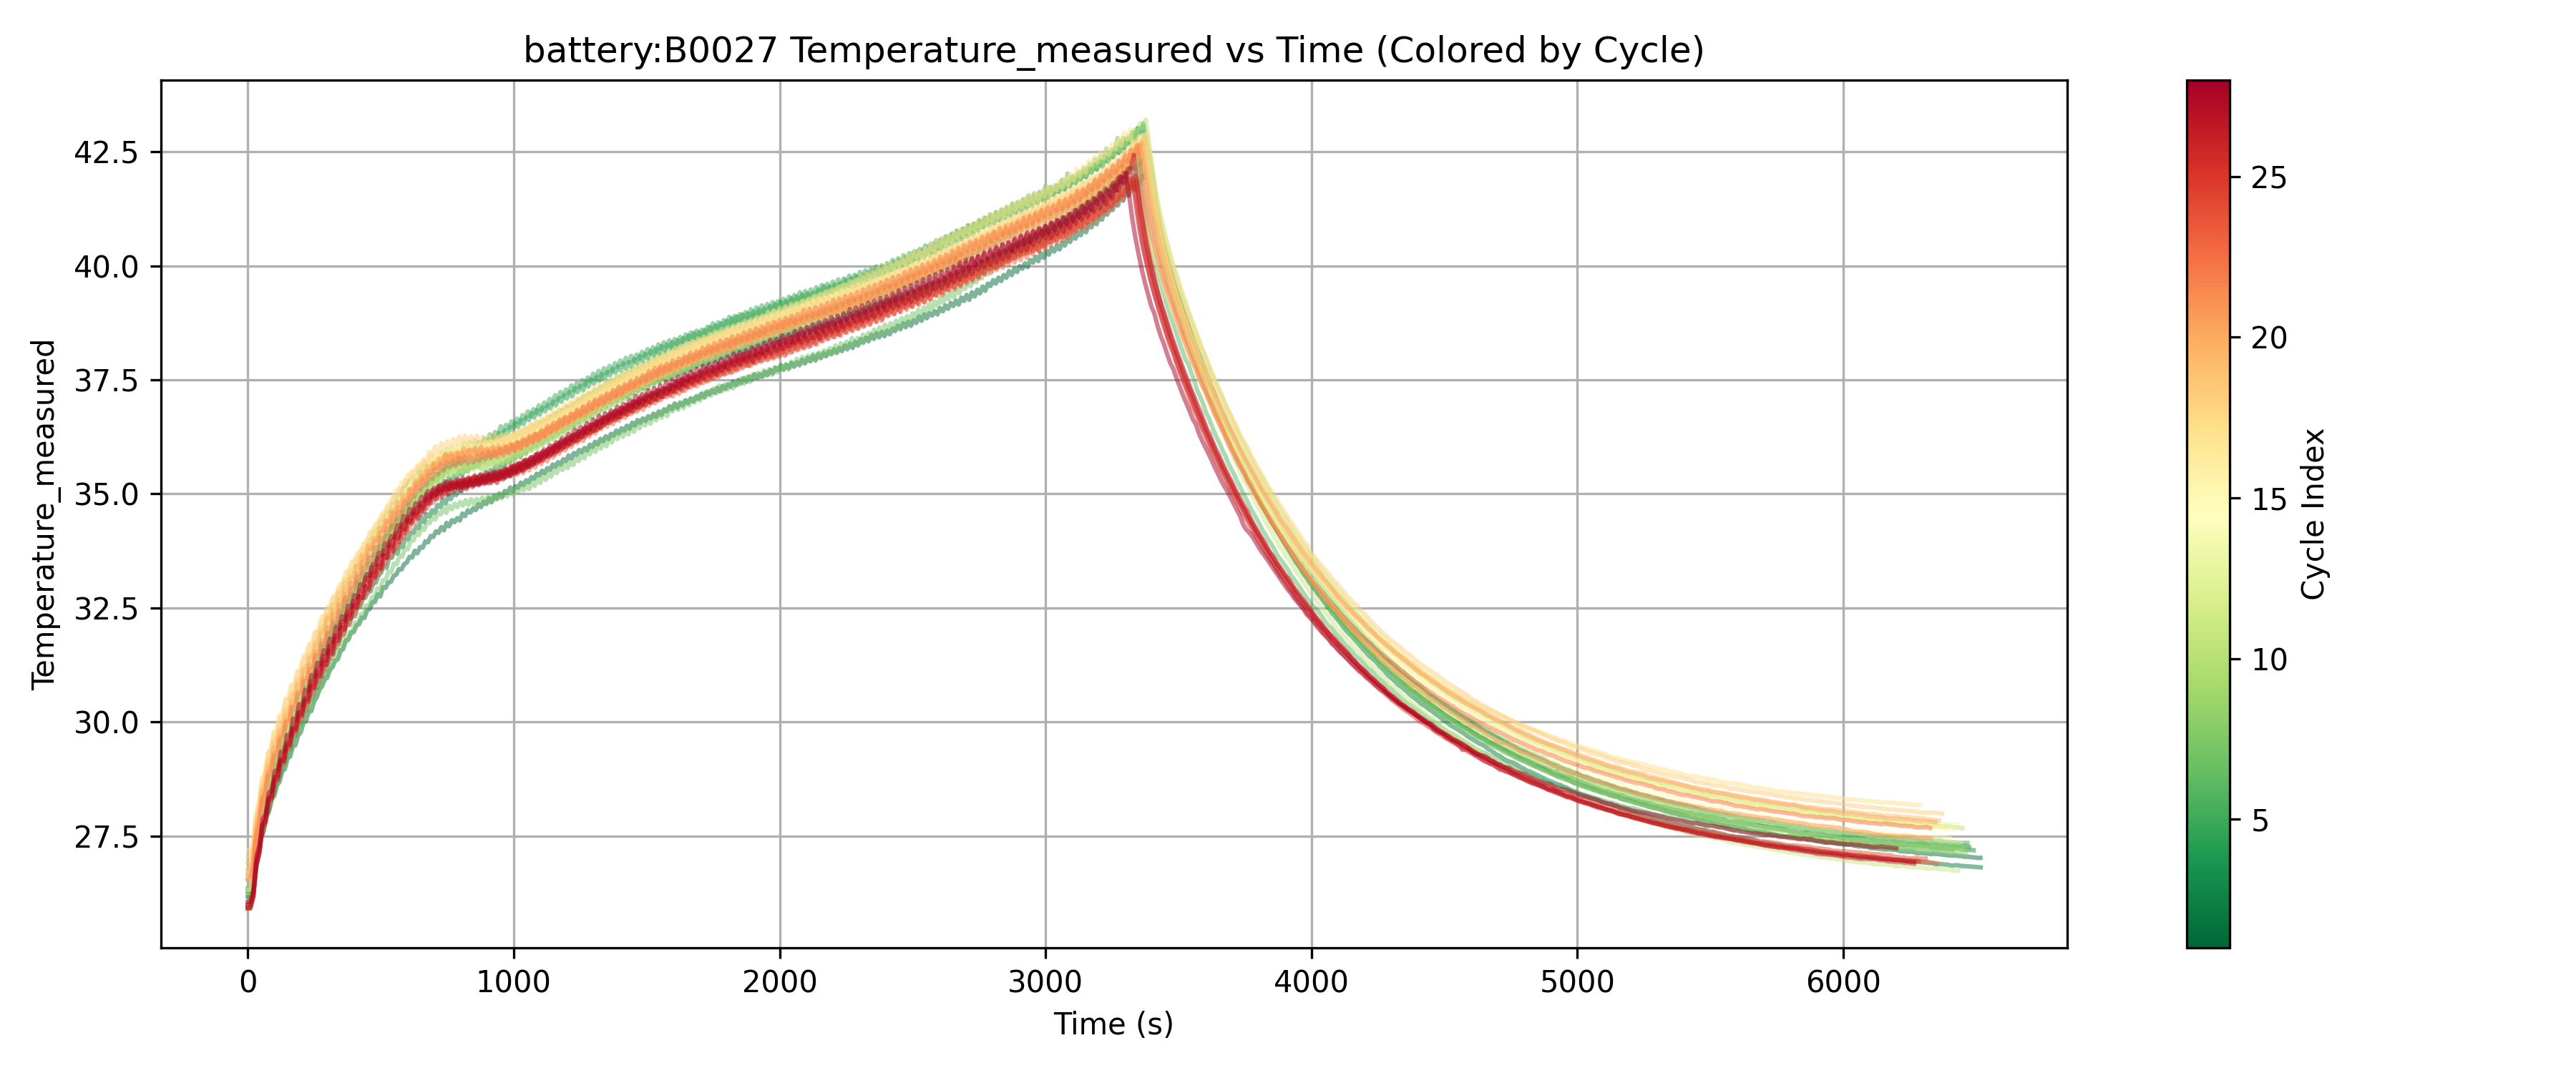 battery:B0027 Temperature_measured vs Time (Colored by Cycle)
Temperature_measured
42.5
40.0
37.5
35.0
32.5
30.0
27.5
0 1000 2000 3000 4000 5000 6000
Time (s)
25
20
15
10
5
Cycle Index